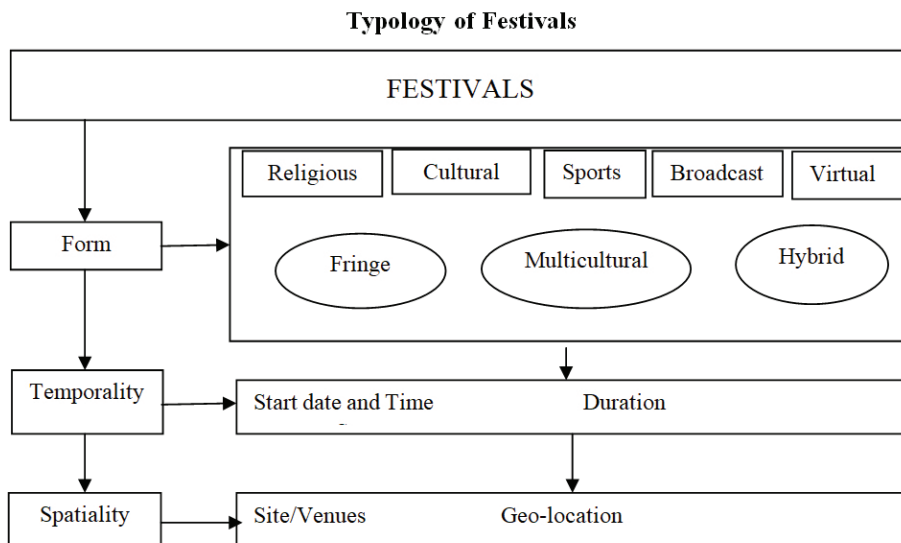 Typology of Festivals
FESTIVALS
Religious
Cultural
Sports
Broadcast
Virtual
Form
Fringe
Multicultural
Hybrid
Temporality
Start date and Time
Duration
Spatiality
Site/Venues
Geo-location